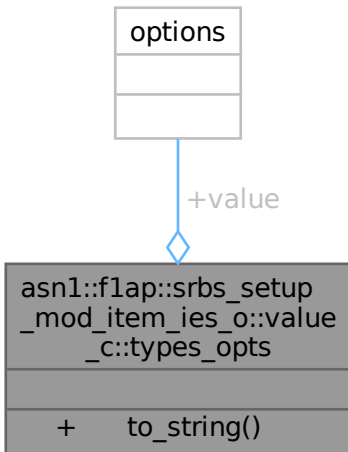 options
+value
asn1::f1ap::srbs_setup
_mod_item_ies_o::value
_c::types_opts
+ to_string()